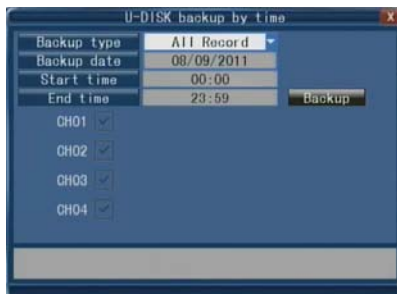 U-DISK backup by time X
Backup type All Record
Backup date 08/09/2011
Start time 00:00
End time 23:59 Backup
CH01
CH02
CH03
CH04